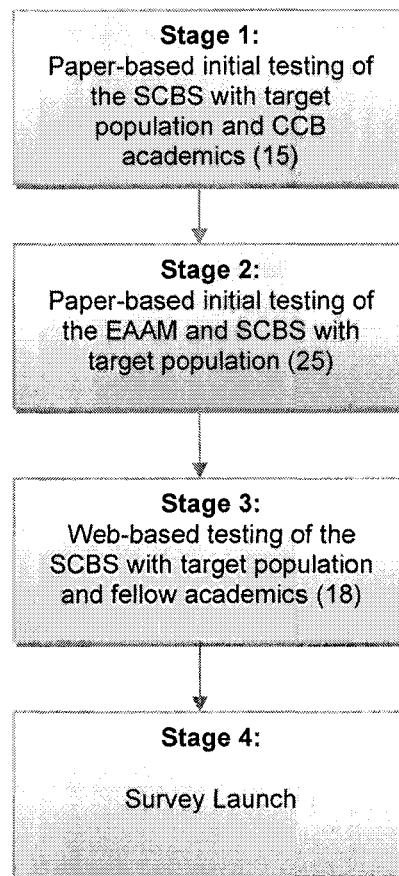 Stage 1:
Paper-based initial testing of
the SCBS with target
population and CCB
academics (15)
Stage 2:
Paper-based initial testing of
the EAAM and SCBS with
target population (25)
Stage 3:
Web-based testing of the
SCBS with target population
and fellow academics (18)
Stage 4:
Survey Launch